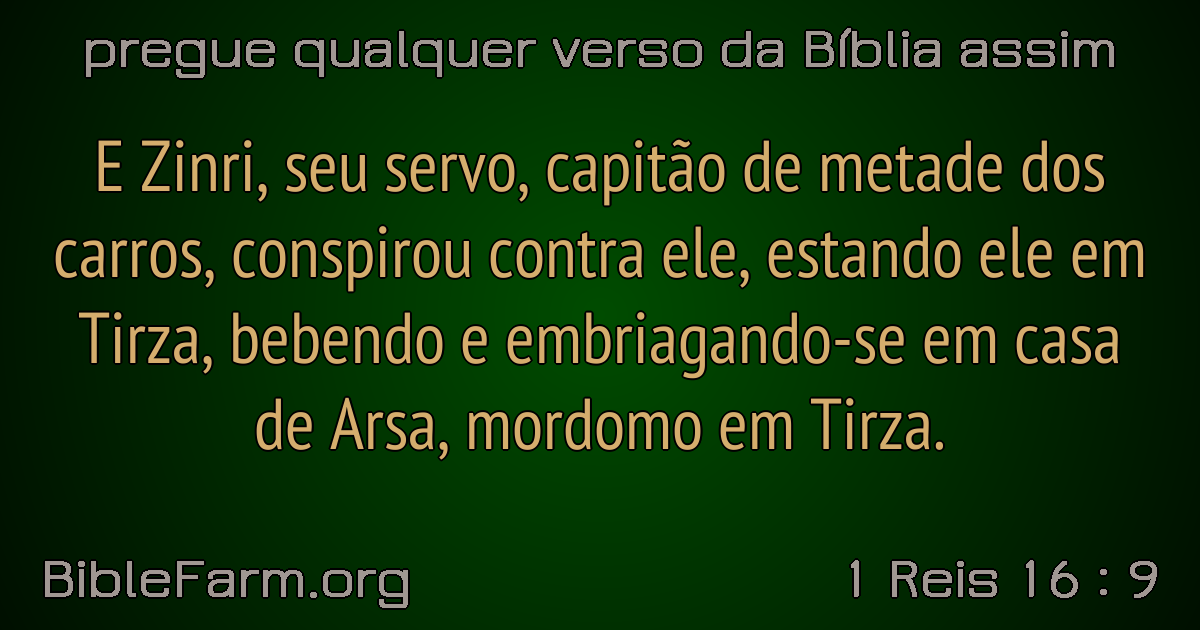 pregue qualquer verso da Bíblia assim
E Zinri, seu servo, capitão de metade dos
carros, conspirou contra ele, estando ele em
Tirza, bebendo e embriagando-se em casa
de Arsa, mordomo em Tirza.
BibleFarm.org
1 Reis 16 : 9